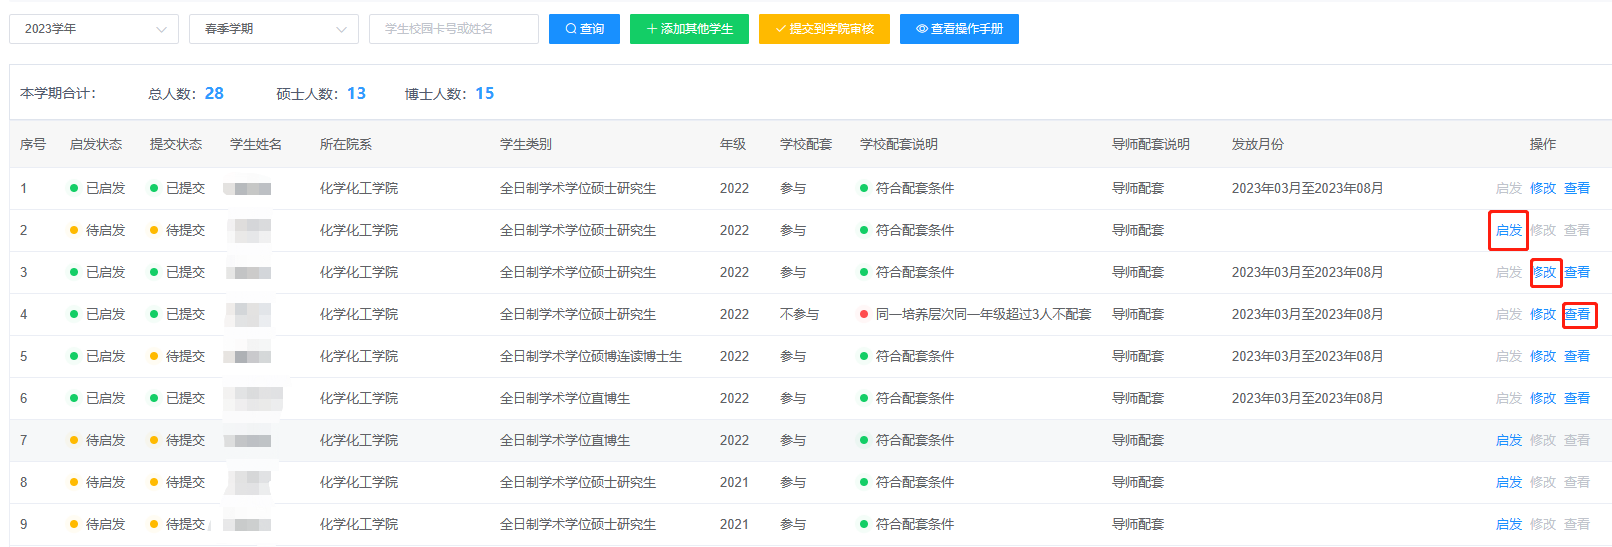 2023学年 春季学期 学生校园卡号或姓名 查询 添加其他学生 提交到学院审核 查看操作手册
本学期合计： 总人数：28 硕士人数：13 博士人数：15
序号 启发状态 提交状态 学生姓名 所在院系 学生类别 年级 学校配套 学校配套说明 导师配套说明 发放月份 操作
1 已启发 已提交 化学化工学院 全日制学术学位硕士研究生 2022 参与 符合配套条件 导师配套 2023年03月至2023年08月 启发 修改 查看
2 待启发 待提交 化学化工学院 全日制学术学位硕士研究生 2022 参与 符合配套条件 导师配套 启发 修改 查看
3 已启发 已提交 化学化工学院 全日制学术学位硕士研究生 2022 参与 符合配套条件 导师配套 2023年03月至2023年08月 启发 修改 查看
4 已启发 已提交 化学化工学院 全日制学术学位硕士研究生 2022 不参与 同一培养层次同一年级超过3人不配套 导师配套 2023年03月至2023年08月 启发 修改 查看
5 已启发 待提交 化学化工学院 全日制学术学位硕博连读博士生 2022 参与 符合配套条件 导师配套 2023年03月至2023年08月 启发 修改 查看
6 已启发 已提交 化学化工学院 全日制学术学位直博生 2022 参与 符合配套条件 导师配套 2023年03月至2023年08月 启发 修改 查看
7 待启发 待提交 化学化工学院 全日制学术学位直博生 2022 参与 符合配套条件 导师配套 启发 修改 查看
8 待启发 待提交 化学化工学院 全日制学术学位硕士研究生 2021 参与 符合配套条件 导师配套 启发 修改 查看
9 待启发 待提交 化学化工学院 全日制学术学位硕士研究生 2021 参与 符合配套条件 导师配套 启发 修改 查看